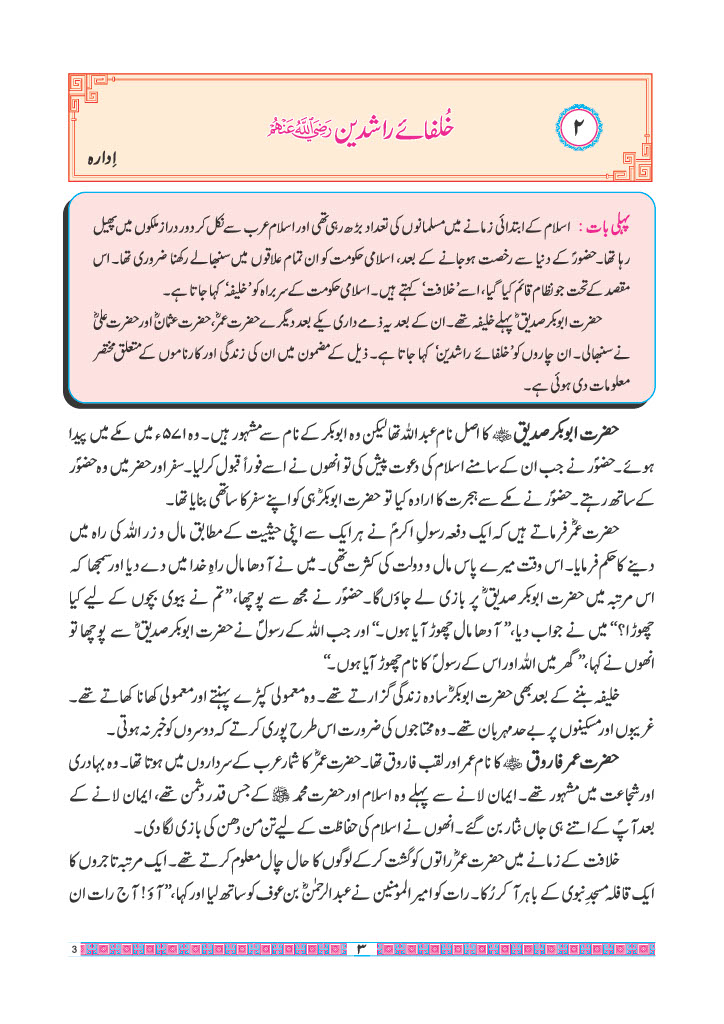 ۲
خُلفائے راشدین رَضِیَ اللّٰہُ عَنْھُمْ
اِدارہ
پہلی بات : اسلام کے ابتدائی زمانے میں مسلمانوں کی تعداد بڑھ رہی تھی اور اسلام عرب سے نکل کر دور دراز ملکوں میں پھیل
رہا تھا۔ حضورؐ کے دنیا سے رخصت ہوجانے کے بعد، اسلامی حکومت کو ان تمام علاقوں میں سنبھالے رکھنا ضروری تھا۔ اس
مقصد کے تحت جو نظام قائم کیا گیا، اسے 'خلافت' کہتے ہیں۔ اسلامی حکومت کے سربراہ کو 'خلیفہ' کہا جاتا ہے۔
حضرت ابوبکر صدیقؓ پہلے خلیفہ تھے۔ ان کے بعد یہ ذمے داری یکے بعد دیگرے حضرت عمرؓ، حضرت عثمانؓ اور حضرت علیؓ
نے سنبھالی۔ ان چاروں کو 'خلفائے راشدین' کہا جاتا ہے۔ ذیل کے مضمون میں ان کی زندگی اور کارناموں کے متعلق مختصر
معلومات دی ہوئی ہے۔
حضرت ابوبکر صدیق ؓ کا اصل نام عبداللہ تھا لیکن وہ ابوبکر کے نام سے مشہور ہیں۔ وہ ۵۷۱ء میں مکے میں پیدا
ہوئے۔ حضورؐ نے جب ان کے سامنے اسلام کی دعوت پیش کی تو انھوں نے اسے فوراً قبول کرلیا۔ سفر اور حضر میں وہ حضورؐ
کے ساتھ رہتے۔ حضورؐ نے مکے سے ہجرت کا ارادہ کیا تو حضرت ابوبکرؓ ہی کو اپنے سفر کا ساتھی بنایا تھا۔
حضرت عمرؓ فرماتے ہیں کہ ایک دفعہ رسولِ اکرمؐ نے ہر ایک سے اپنی حیثیت کے مطابق مال و زر اللہ کی راہ میں
دینے کا حکم فرمایا۔ اس وقت میرے پاس مال و دولت کی کثرت تھی۔ میں نے آدھا مال راہِ خدا میں دے دیا اور سمجھا کہ
اس مرتبہ میں حضرت ابوبکر صدیقؓ پر بازی لے جاؤں گا۔ حضورؐ نے مجھ سے پوچھا، ”تم نے بیوی بچوں کے لیے کیا
چھوڑا؟“ میں نے جواب دیا، ”آدھا مال چھوڑ آیا ہوں۔“ اور جب اللہ کے رسولؐ نے حضرت ابوبکر صدیقؓ سے پوچھا تو
انھوں نے کہا، ”گھر میں اللہ اور اس کے رسولؐ کا نام چھوڑ آیا ہوں۔“
خلیفہ بننے کے بعد بھی حضرت ابوبکرؓ سادہ زندگی گزارتے تھے۔ وہ معمولی کپڑے پہنتے اور معمولی کھانا کھاتے تھے۔
غریبوں اور مسکینوں پر بے حد مہربان تھے۔ وہ محتاجوں کی ضرورت اس طرح پوری کرتے کہ دوسروں کو خبر نہ ہوتی۔
حضرت عمر فاروق ؓ کا نام عمر اور لقب فاروق تھا۔ حضرت عمرؓ کا شمار عرب کے سرداروں میں ہوتا تھا۔ وہ بہادری
اور شجاعت میں مشہور تھے۔ ایمان لانے سے پہلے وہ اسلام اور حضرت محمد ﷺ کے جس قدر دشمن تھے، ایمان لانے کے
بعد آپؐ کے اتنے ہی جاں نثار بن گئے۔ انھوں نے اسلام کی حفاظت کے لیے تن من دھن کی بازی لگا دی۔
خلافت کے زمانے میں حضرت عمرؓ راتوں کو گشت کرکے لوگوں کا حال چال معلوم کرتے تھے۔ ایک مرتبہ تاجروں کا
ایک قافلہ مسجدِ نبوی کے باہر آ کر رُکا۔ رات کو امیر المومنین نے عبدالرحمٰنؓ بن عوف کو ساتھ لیا اور کہا، ”آؤ! آج رات ان
۳
3